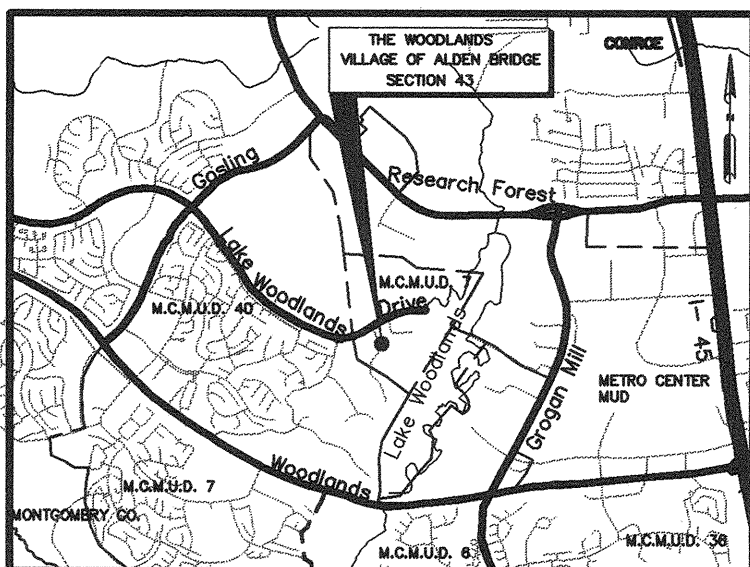 THE WOODLANDS
VILLAGE OF ALDEN BRIDGE
SECTION 43
CONROE
Gosling
Research Forest
Lake Woodlands
Drive
M.C.M.U.D. 7
M.C.M.U.D. 40
I-45
Lake Woodlands
Grogan Mill
METRO CENTER
MUD
Woodlands
M.C.M.U.D. 7
MONTGOMERY CO.
M.C.M.U.D. 6
M.C.M.U.D. 36